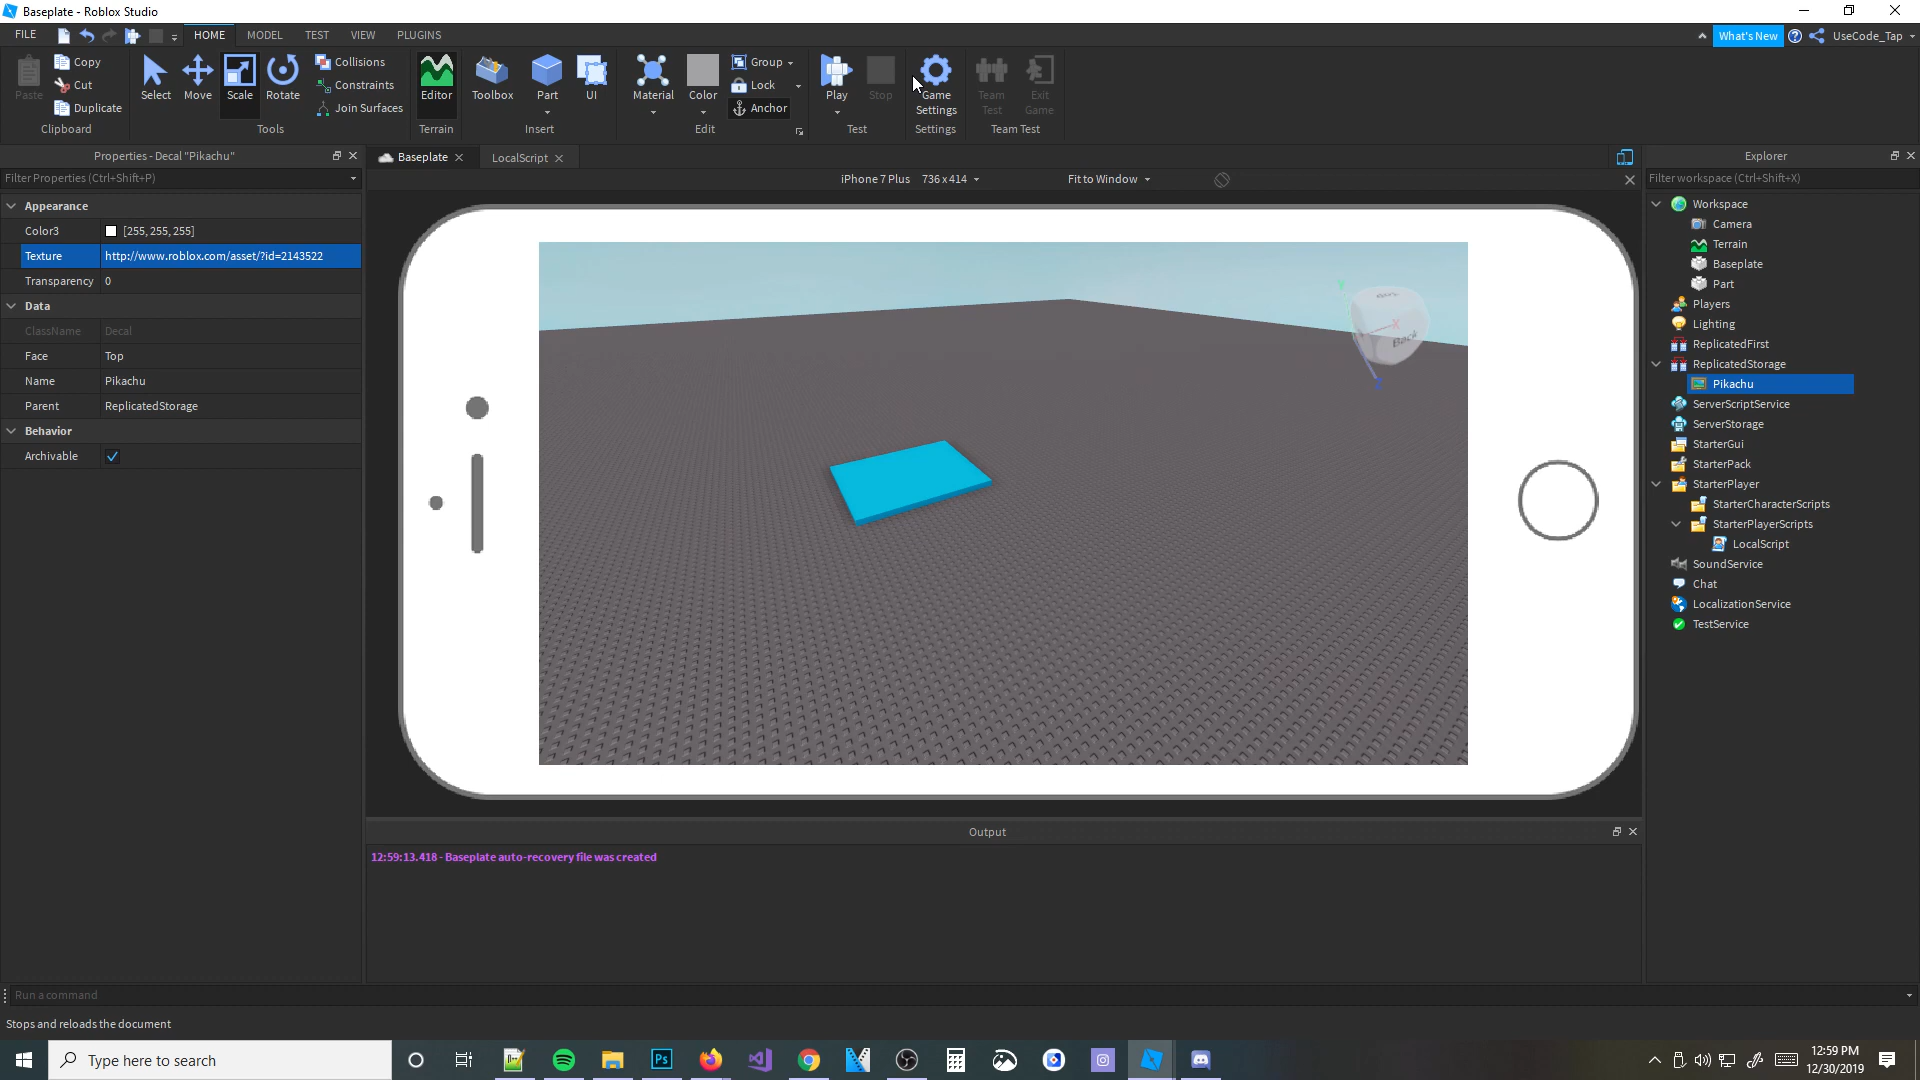 Baseplate - Roblox Studio
FILE
HOME
MODEL
TEST
VIEW
PLUGINS
What's New
UseCode_Tap
Paste
Copy
Cut
Duplicate
Clipboard
Select
Move
Scale
Rotate
Collisions
Constraints
Join Surfaces
Tools
Editor
Terrain
Toolbox
Part
UI
Insert
Material
Color
Group
Lock
Anchor
Edit
Play
Stop
Test
Game
Settings
Settings
Team
Test
Exit
Game
Team Test
Properties - Decal "Pikachu"
Filter Properties (Ctrl+Shift+P)
Appearance
Color3 [255, 255, 255]
Texture http://www.roblox.com/asset/?id=2143522
Transparency 0
Data
ClassName Decal
Face Top
Name Pikachu
Parent ReplicatedStorage
Behavior
Archivable
Baseplate
LocalScript
iPhone 7 Plus 736 x 414
Fit to Window
Back
Y
X
Z
Output
12:59:13.418 - Baseplate auto-recovery file was created
Explorer
Filter workspace (Ctrl+Shift+X)
Workspace
Camera
Terrain
Baseplate
Part
Players
Lighting
ReplicatedFirst
ReplicatedStorage
Pikachu
ServerScriptService
ServerStorage
StarterGui
StarterPack
StarterPlayer
StarterCharacterScripts
StarterPlayerScripts
LocalScript
SoundService
Chat
LocalizationService
TestService
Run a command
Stops and reloads the document
Type here to search
Ps
12:59 PM
12/30/2019